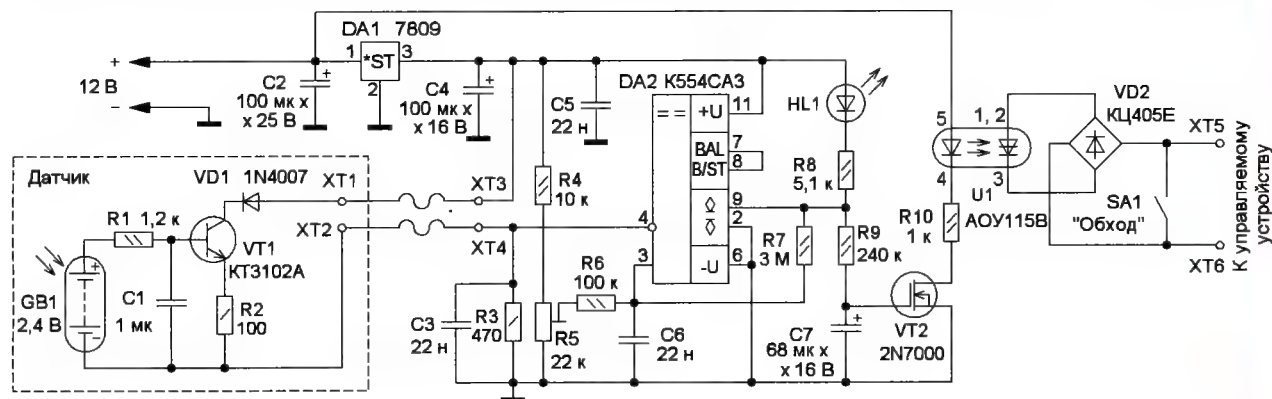 DA1 7809
+
1
*ST
3
2
12 В
–
C2
100 мк х
х 25 В
+
C4
100 мк х
х 16 В
+
C5
22 н
DA2 К554СА3
==
+U
11
BAL
7
B/ST
8
9
2
-U
6
4
3
HL1
R8
5,1 к
5
1, 2
4
3
U1
АОУ115В
VD2
КЦ405Е
XT5
SA1
"Обход"
XT6
К управляемому
устройству
Датчик
VD1 1N4007
XT1
XT3
XT2
XT4
R1 1,2 к
VT1
КТ3102А
GB1
2,4 В
+
–
C1
1 мк
R2
100
R4
10 к
R6
100 к
R7
3 М
R9
240 к
R10
1 к
C3
22 н
R3
470
R5
22 к
C6
22 н
C7
68 мк х
х 16 В
+
VT2
2N7000